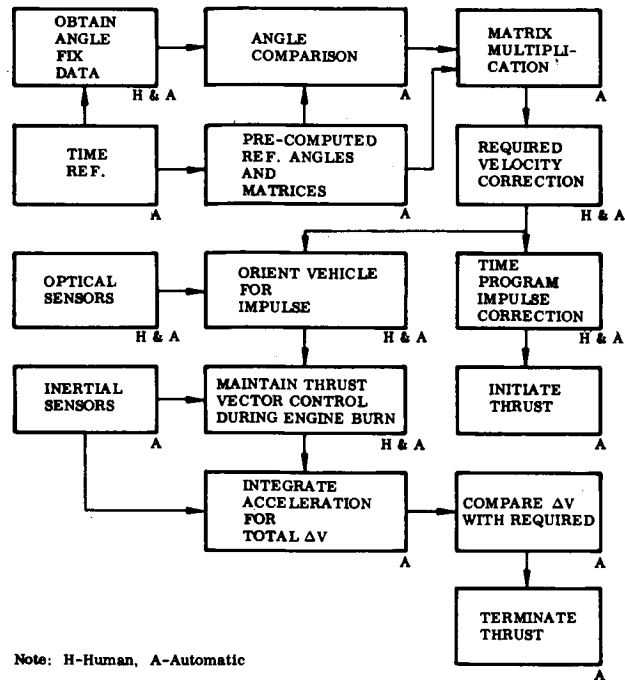 OBTAIN
ANGLE
FIX
DATA
H & A
ANGLE
COMPARISON
A
MATRIX
MULTIPLI-
CATION
A
TIME
REF.
A
PRE-COMPUTED
REF. ANGLES
AND
MATRICES
A
REQUIRED
VELOCITY
CORRECTION
H & A
OPTICAL
SENSORS
H & A
ORIENT VEHICLE
FOR
IMPULSE
H & A
TIME
PROGRAM
IMPULSE
CORRECTION
H & A
INERTIAL
SENSORS
A
MAINTAIN THRUST
VECTOR CONTROL
DURING ENGINE BURN
H & A
INITIATE
THRUST
A
INTEGRATE
ACCELERATION
FOR
TOTAL ΔV
A
COMPARE ΔV
WITH REQUIRED
A
TERMINATE
THRUST
A
Note: H-Human, A-Automatic